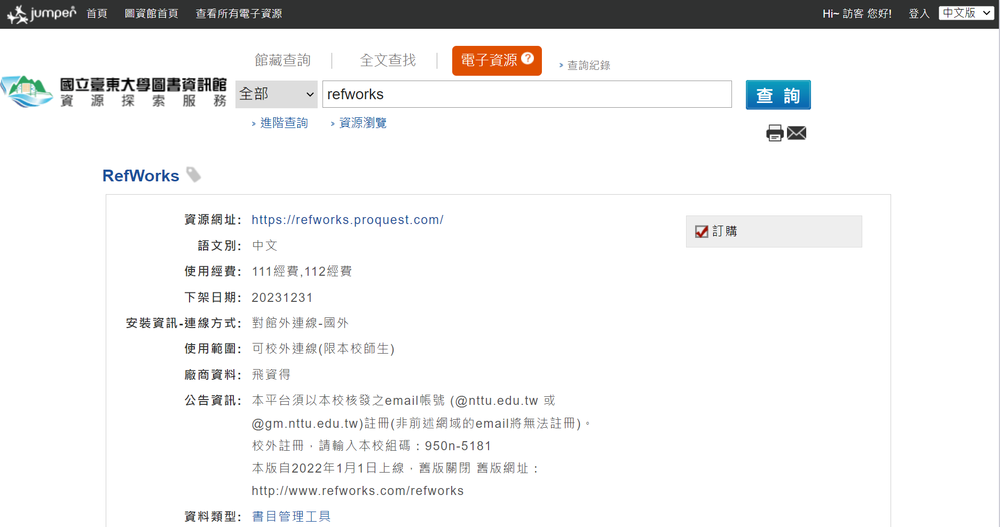 jumper 首頁 圖資館首頁 查看所有電子資源 Hi~ 訪客 您好! 登入 中文版
館藏查詢 全文查找 電子資源 ? > 查詢紀錄
國立臺東大學圖書資訊館
資源探索服務
全部 refworks 查 詢
> 進階查詢 > 資源瀏覽
RefWorks
資源網址: https://refworks.proquest.com/
訂購
語文別: 中文
使用經費: 111經費,112經費
下架日期: 20231231
安裝資訊-連線方式: 對館外連線-國外
使用範圍: 可校外連線(限本校師生)
廠商資料: 飛資得
公告資訊: 本平台須以本校核發之email帳號 (@nttu.edu.tw 或
@gm.nttu.edu.tw)註冊(非前述網域的email將無法註冊)。
校外註冊，請輸入本校組碼：950n-5181
本版自2022年1月1日上線，舊版關閉 舊版網址：
http://www.refworks.com/refworks
資料類型: 書目管理工具